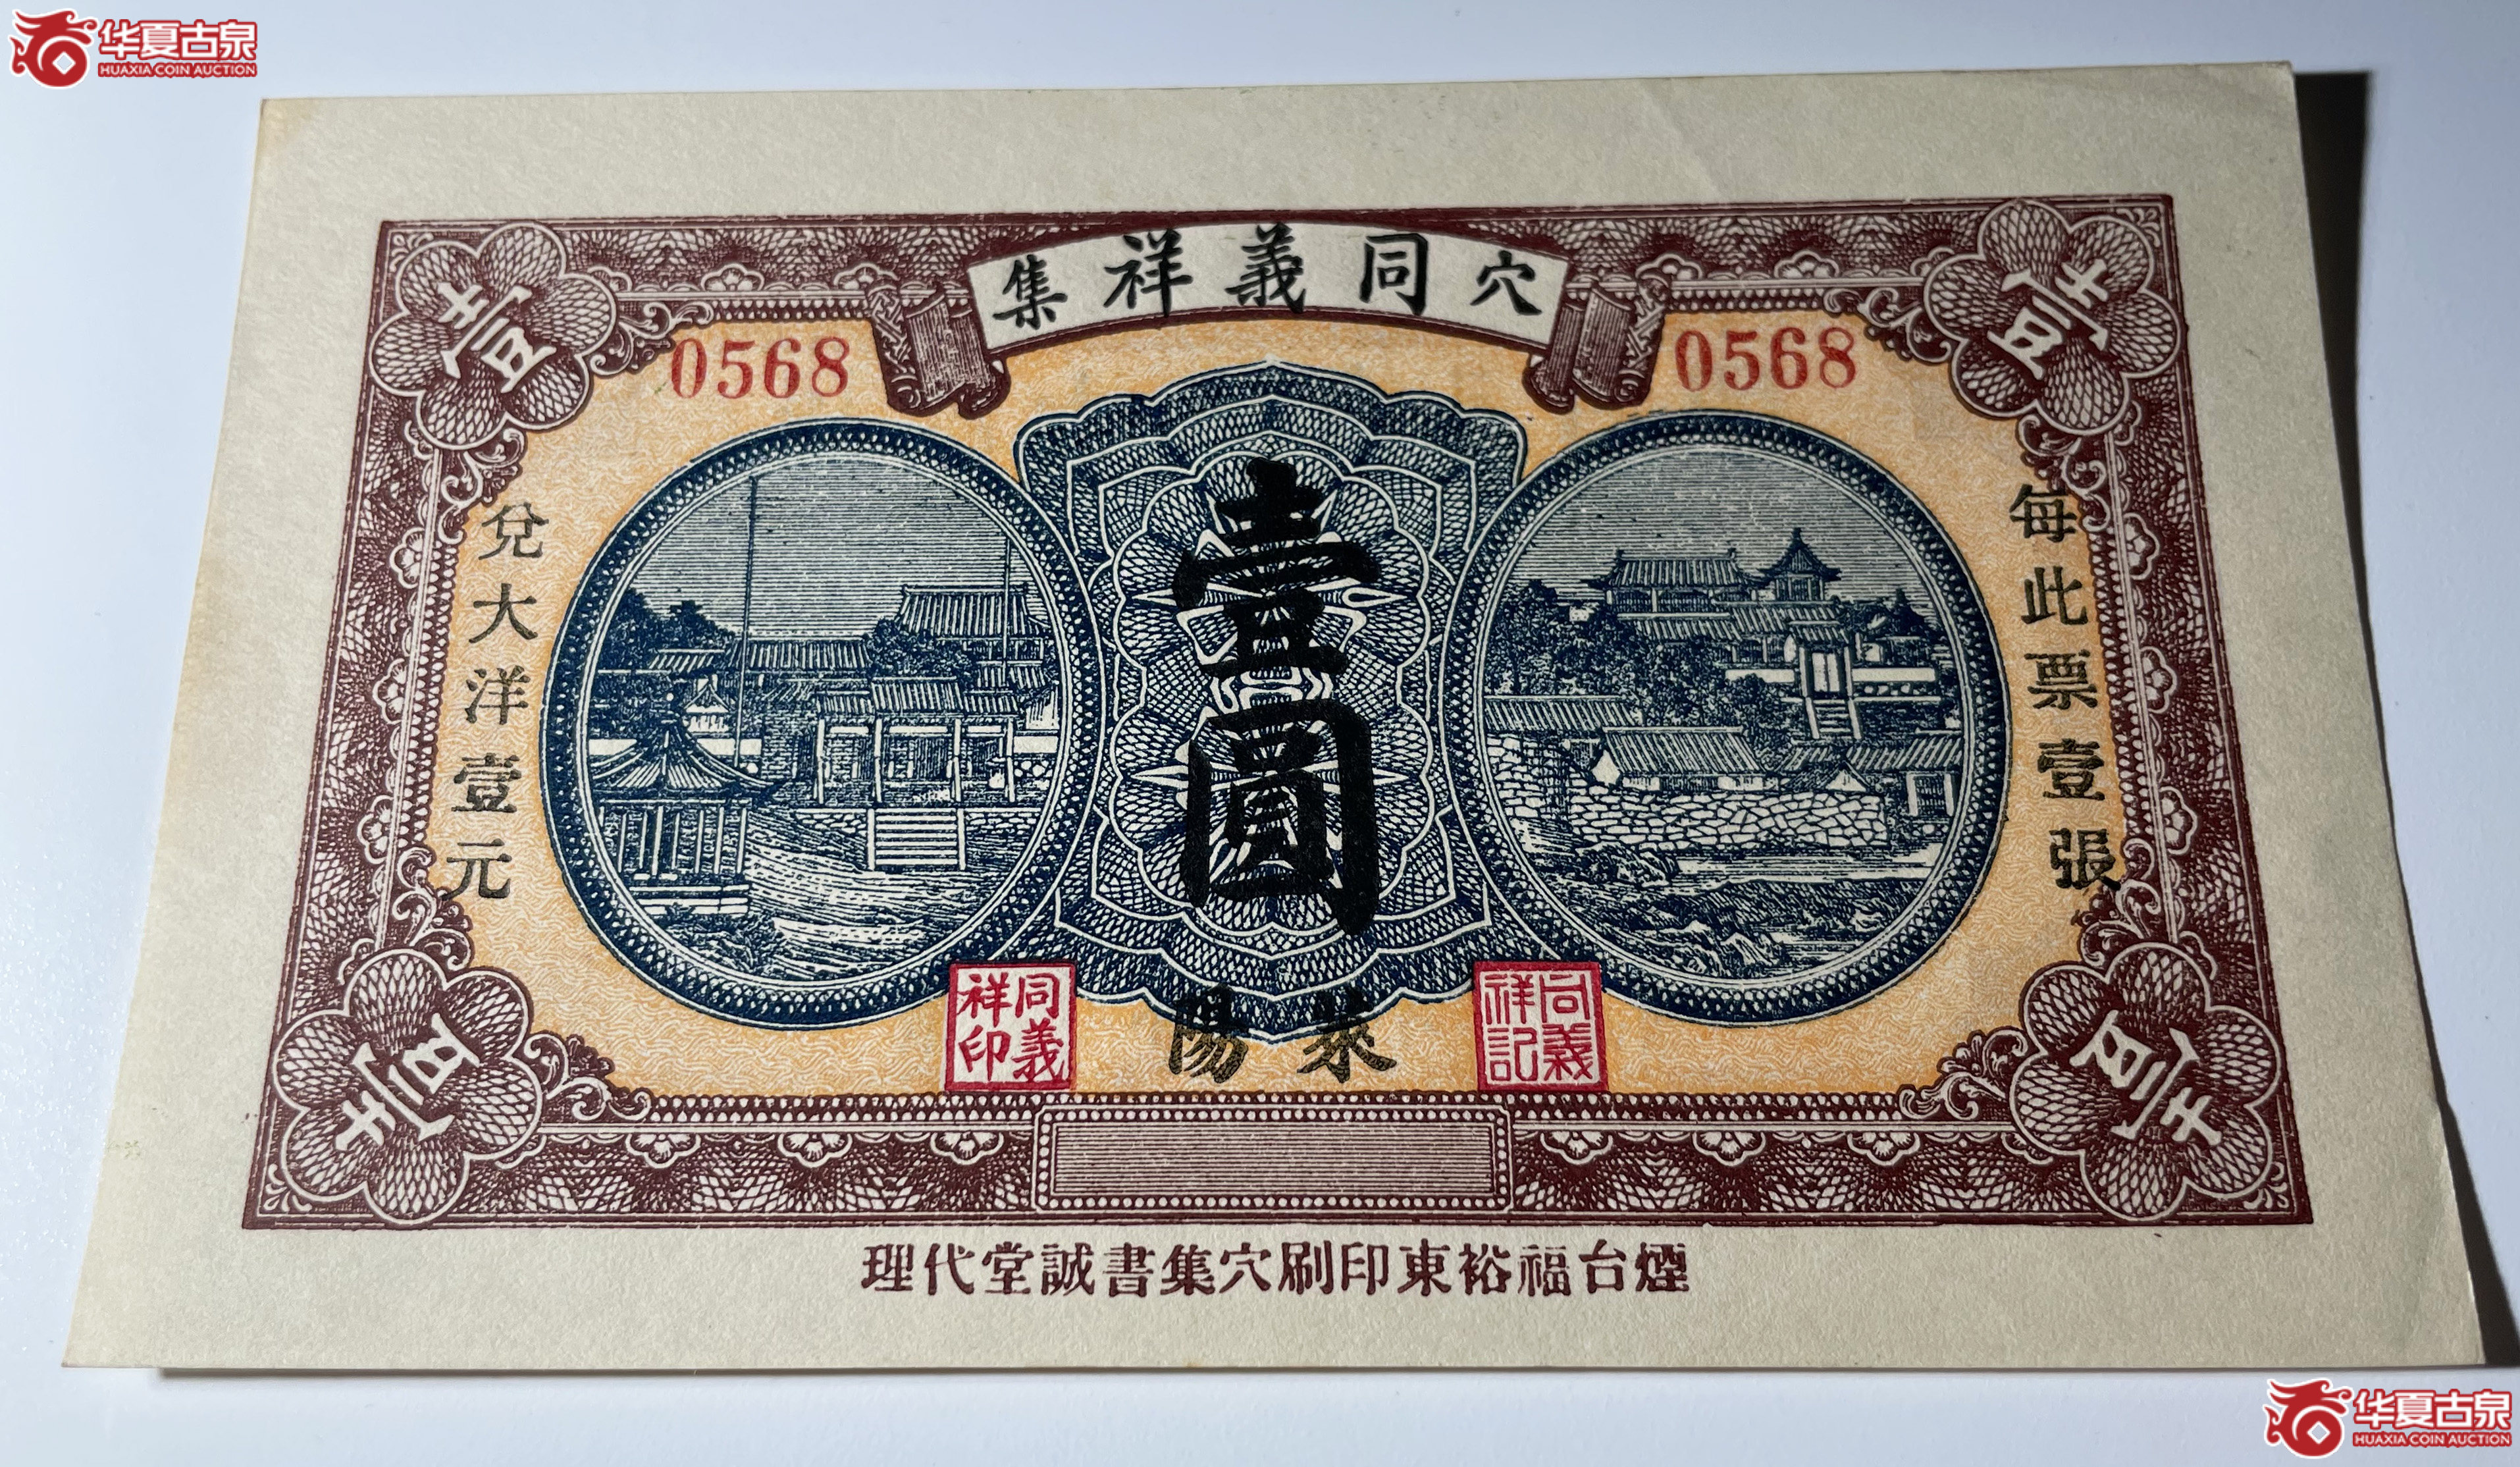 华夏古泉
HUAXIA COIN AUCTION
穴同義祥集
壹
壹
0568
0568
每此票壹張
壹圓
兌大洋壹元
萊陽
同義祥記
同義祥印
壹
壹
煙台福裕東印刷穴集書誠堂代理
华夏古泉
HUAXIA COIN AUCTION